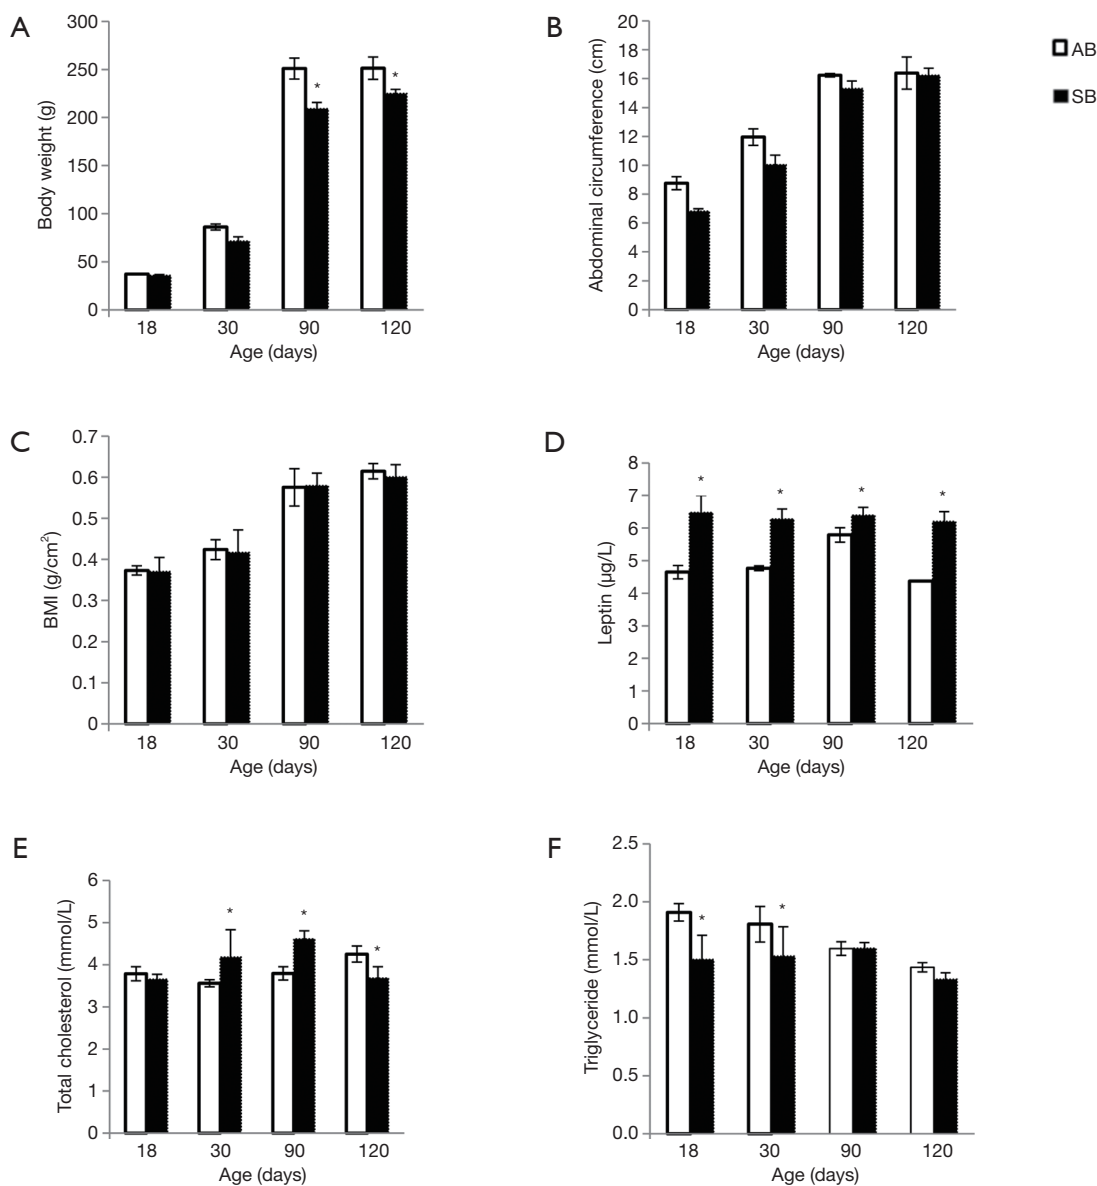 A
300
250
200
150
100
50
0
Body weight (g)
*
*
18 30 90 120
Age (days)
B
20
18
16
14
12
10
8
6
4
2
0
Abdominal circumference (cm)
18 30 90 120
Age (days)
AB
SB
C
0.7
0.6
0.5
0.4
0.3
0.2
0.1
0
BMI (g/cm²)
18 30 90 120
Age (days)
D
8
7
6
5
4
3
2
1
0
Leptin (µg/L)
* * * *
18 30 90 120
Age (days)
E
6
5
4
3
2
1
0
Total cholesterol (mmol/L)
* * *
18 30 90 120
Age (days)
F
2.5
2.0
1.5
1.0
0.5
0.0
Triglyceride (mmol/L)
* *
18 30 90 120
Age (days)